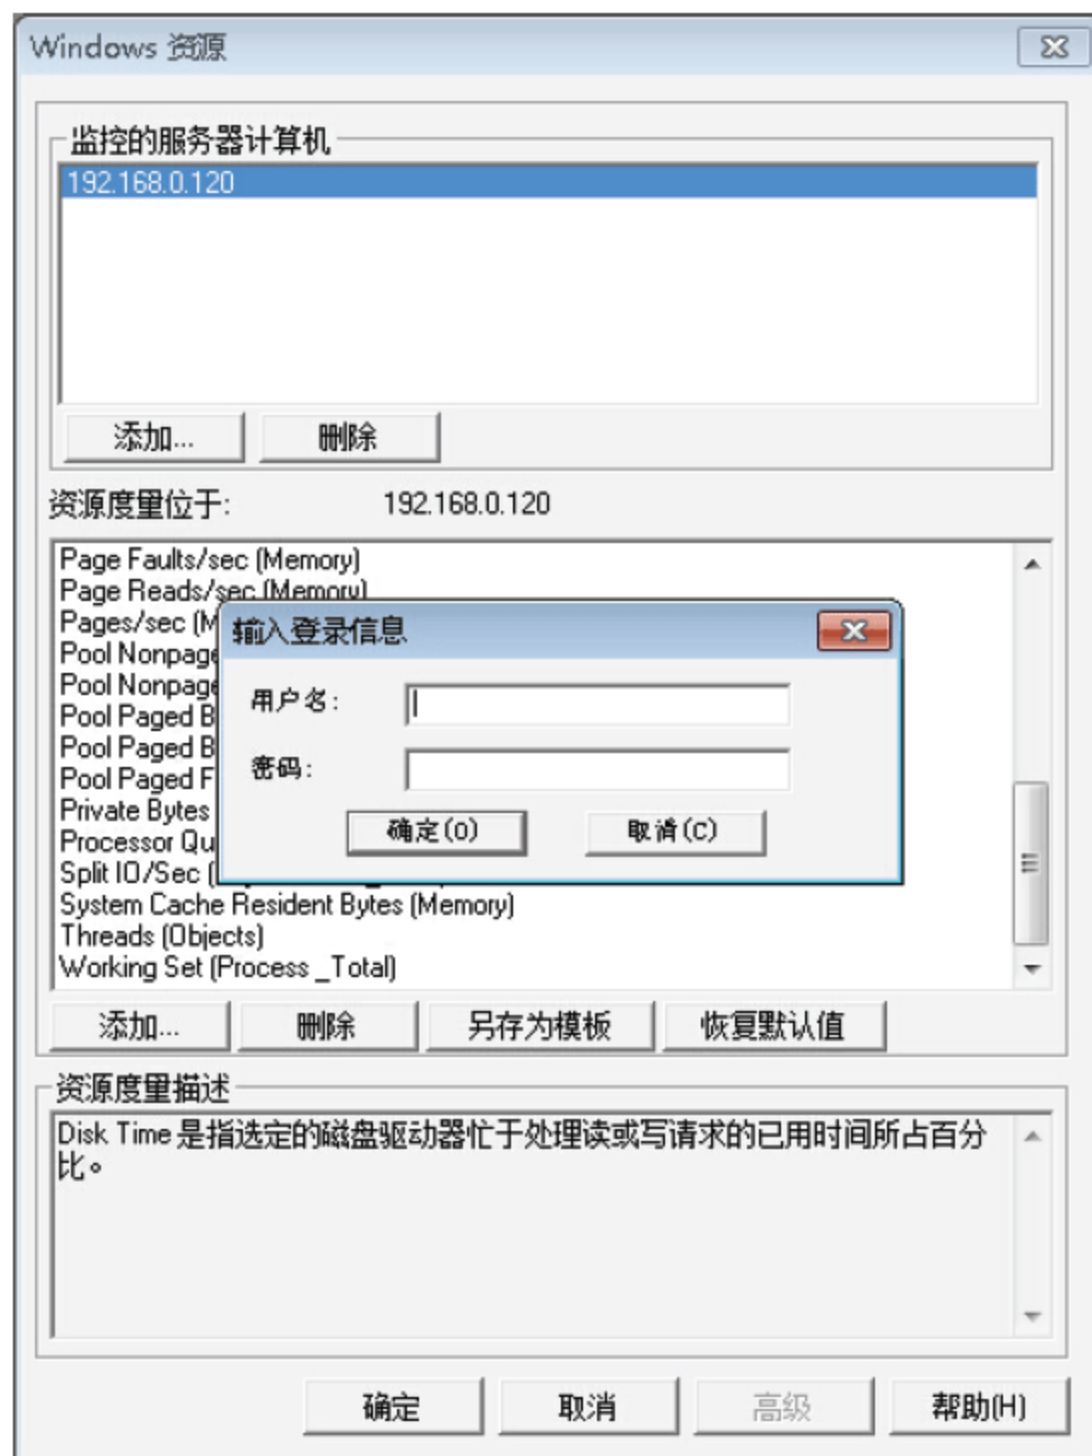 Windows 资源
监控的服务器计算机
192.168.0.120
添加...
删除
资源度量位于:
192.168.0.120
Page Faults/sec (Memory)
Page Reads/sec (Memory)
Pages/sec (M
Pool Nonpage
Pool Nonpage
Pool Paged B
Pool Paged B
Pool Paged F
Private Bytes
Processor Qu
Split IO/Sec (
System Cache Resident Bytes (Memory)
Threads (Objects)
Working Set (Process _Total)
输入登录信息
用户名:
密码:
确定(O)
取消(C)
添加...
删除
另存为模板
恢复默认值
资源度量描述
Disk Time 是指选定的磁盘驱动器忙于处理读或写请求的已用时间所占百分
比。
确定
取消
高级
帮助(H)